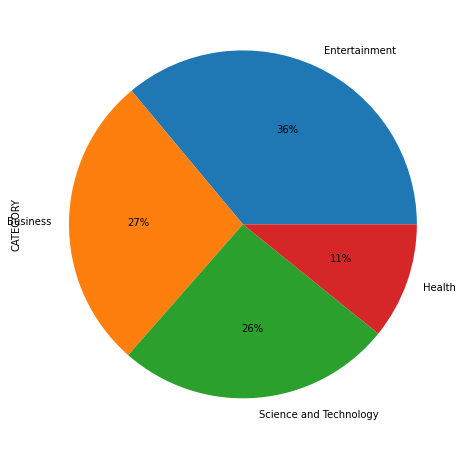 Entertainment
36%
Business
27%
CATEGORY
11%
Health
26%
Science and Technology